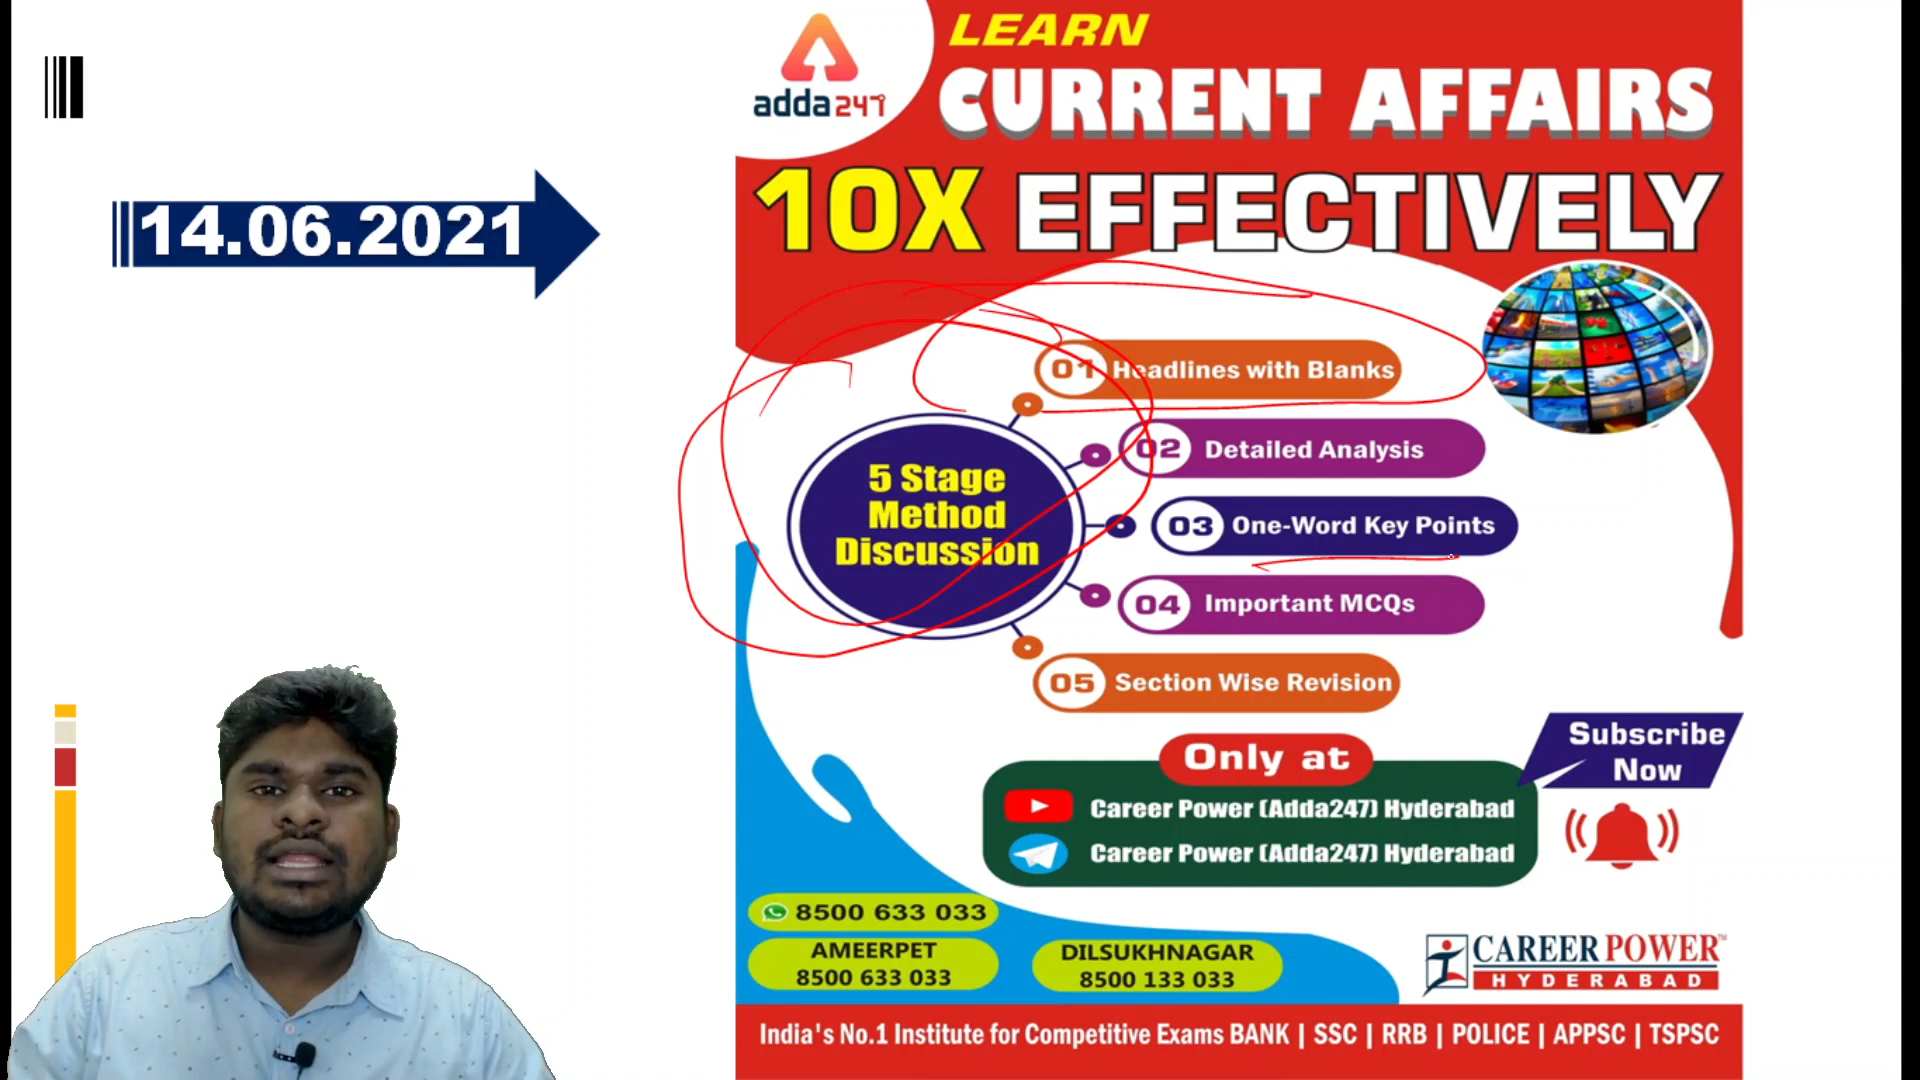 14.06.2021
adda247
LEARN
CURRENT AFFAIRS
10X EFFECTIVELY
5 Stage
Method
Discussion
01 Headlines with Blanks
02 Detailed Analysis
03 One-Word Key Points
04 Important MCQs
05 Section Wise Revision
Only at
Career Power (Adda247) Hyderabad
Career Power (Adda247) Hyderabad
Subscribe
Now
8500 633 033
AMEERPET
8500 633 033
DILSUKHNAGAR
8500 133 033
CAREER POWER™
HYDERABAD
India's No.1 Institute for Competitive Exams BANK | SSC | RRB | POLICE | APPSC | TSPSC